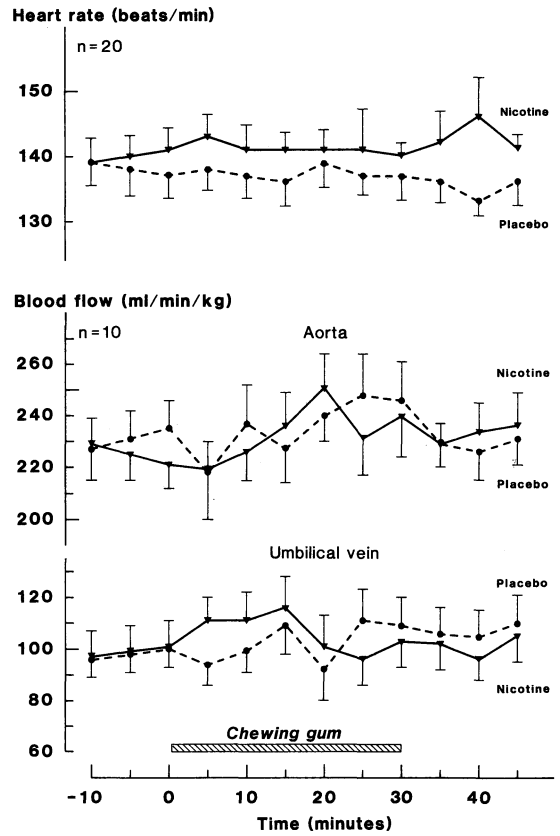 Heart rate (beats/min)
n=20
150
140
130
Nicotine
Placebo
Blood flow (ml/min/kg)
n=10
Aorta
260
240
220
200
Nicotine
Placebo
Umbilical vein
120
100
80
60
Placebo
Nicotine
Chewing gum
-10 0 10 20 30 40
Time (minutes)